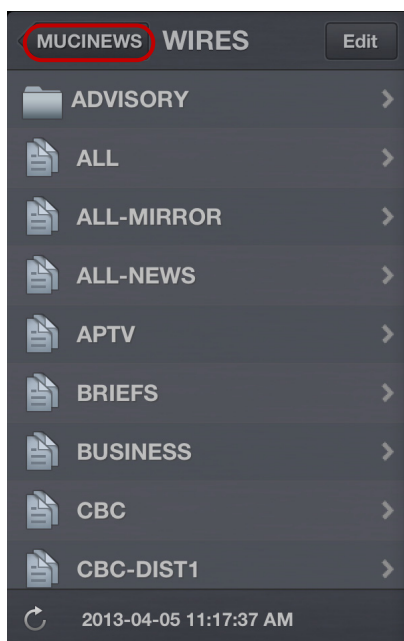 MUCINEWS WIRES Edit
ADVISORY
ALL
ALL-MIRROR
ALL-NEWS
APTV
BRIEFS
BUSINESS
CBC
CBC-DIST1
2013-04-05 11:17:37 AM